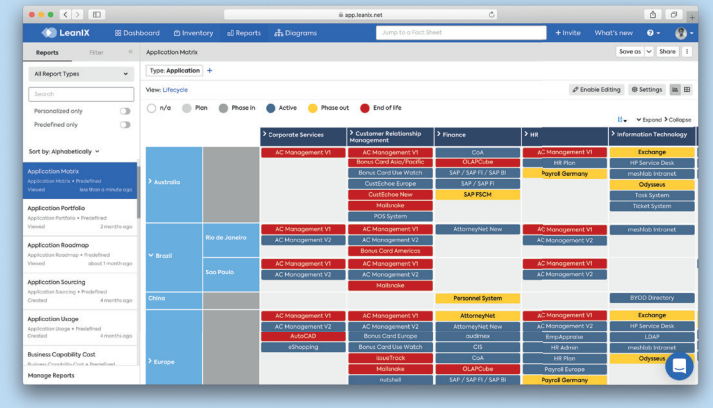 app.leanix.net
LeanIX
Dashboard
Inventory
Reports
Diagrams
Jump to a Fact Sheet
+ Invite
What's new
Reports
Filter
Application Matrix
Save as
Share
All Report Types
Type: Application +
Search
View: Lifecycle
Enable Editing
Settings
Personalized only
Predefined only
n/a
Plan
Phase in
Active
Phase out
End of life
Expand
Collapse
Sort by: Alphabetically
Application Matrix
Application Matrix • Predefined
Viewed less than a minute ago
Application Portfolio
Application Portfolio • Predefined
Viewed 2 months ago
Application Roadmap
Application Roadmap • Predefined
Viewed about 1 month ago
Application Sourcing
Application Sourcing • Predefined
Created 4 months ago
Application Usage
Application Usage • Predefined
Created 4 months ago
Business Capability Cost
Business Capability Cost • Predefined
Manage Reports
Corporate Services
Customer Relationship
Management
Finance
HR
Information Technology
Australia
AC Management V1
AC Management V1
Bonus Card Asia/Pacific
Bonus Card Use Watch
CustEchoe Europe
CustEchoe New
Mailsnake
POS System
CoA
OLAPCube
SAP / SAP FI / SAP BI
SAP / SAP FI
SAP FSCM
AC Management V1
HR Plan
Payroll Germany
Exchange
HP Service Desk
meshlab Intranet
Odysseus
Task System
Ticket System
Brazil
Rio de Janeiro
AC Management V1
AC Management V2
AC Management V1
AC Management V2
Bonus Card Americas
AttorneyNet New
AC Management V1
AC Management V2
meshlab Intranet
Sao Paulo
AC Management V1
AC Management V2
AC Management V1
AC Management V2
Mailsnake
AC Management V1
AC Management V2
China
Personnel System
BYOD Directory
Europe
AC Management V1
AC Management V2
AutoCAD
eShopping
AC Management V1
AC Management V2
Bonus Card Europe
Bonus Card Use Watch
IssueTrack
Mailsnake
nutshell
AttorneyNet
AttorneyNet New
audimex
CIS
CoA
OLAPCube
SAP / SAP FI / SAP BI
AC Management V1
AC Management V2
EmpAppraise
HR Admin
HR Plan
Payroll Europe
Payroll Germany
Exchange
HP Service Desk
LDAP
meshlab Intranet
Odysseus